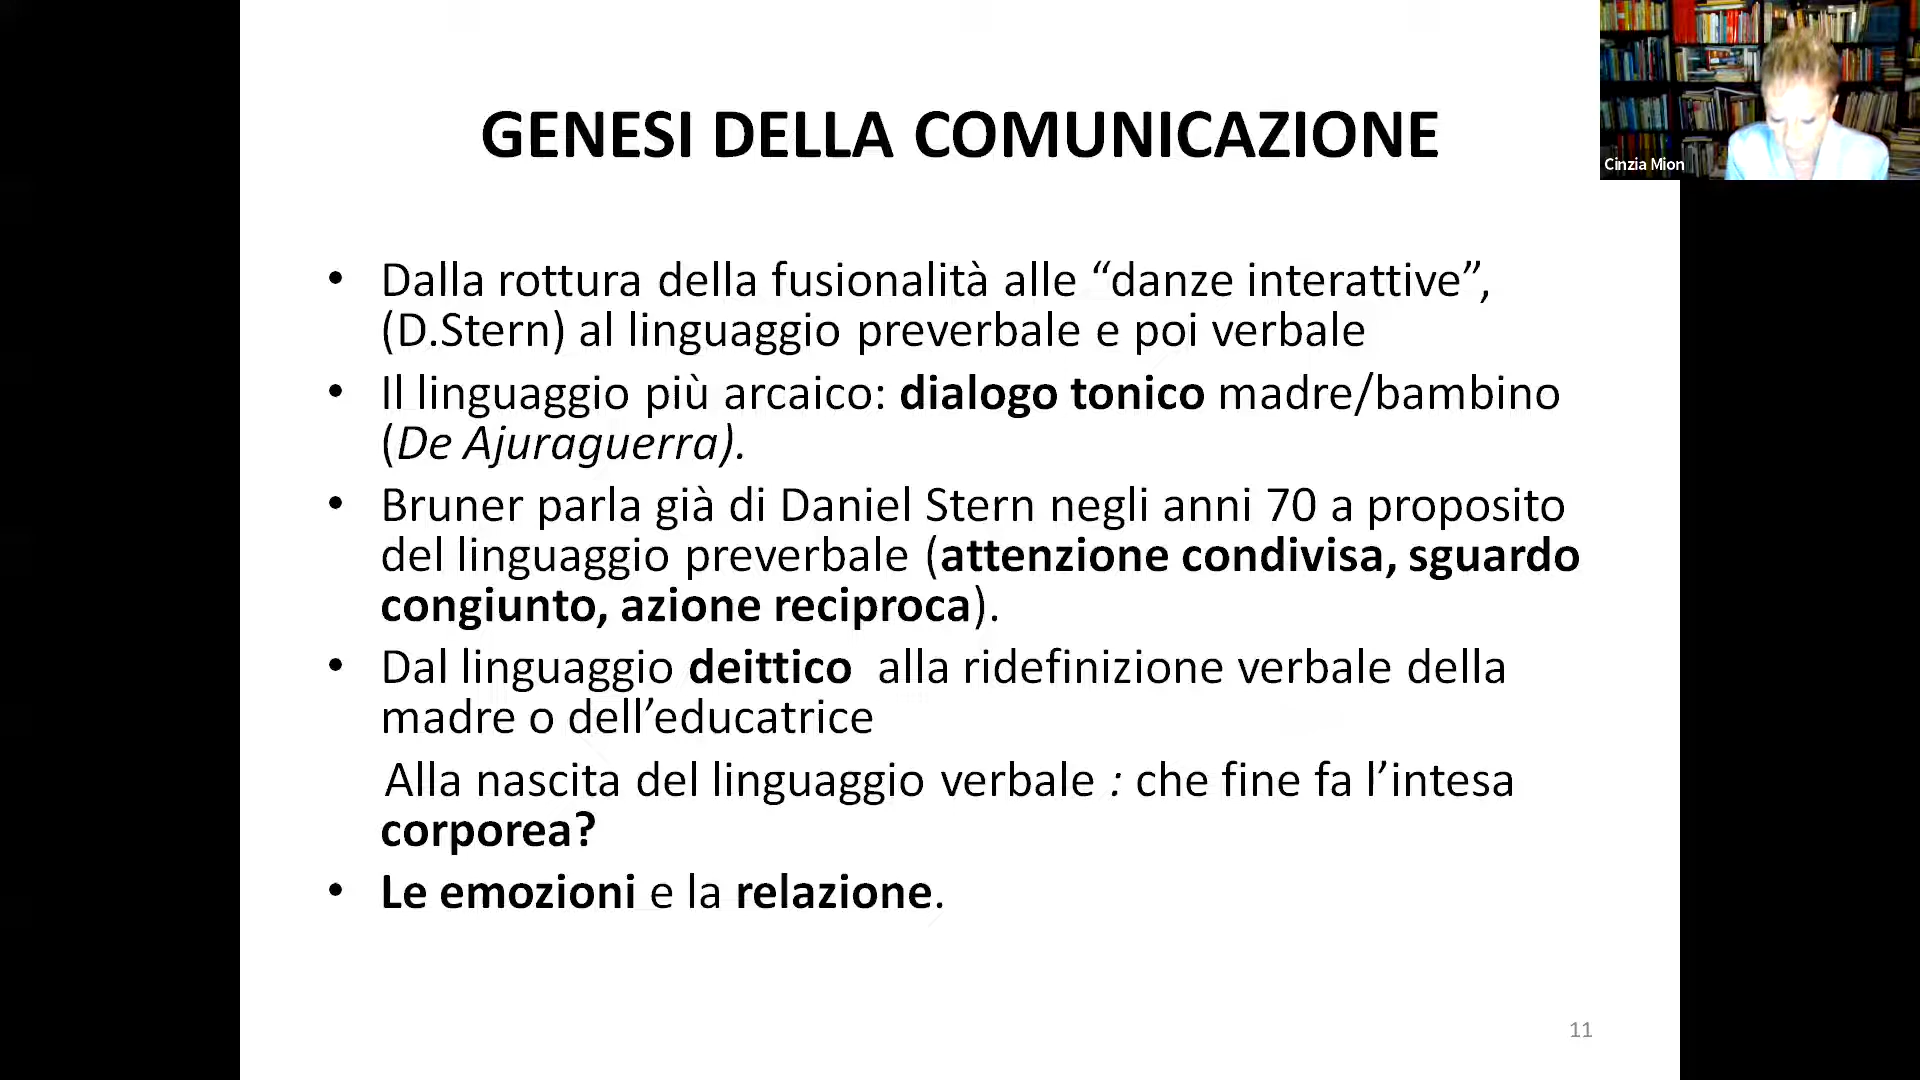 GENESI DELLA COMUNICAZIONE
Cinzia Mion
• Dalla rottura della fusionalità alle “danze interattive”,
(D.Stern) al linguaggio preverbale e poi verbale
• Il linguaggio più arcaico: dialogo tonico madre/bambino
(De Ajuraguerra).
• Bruner parla già di Daniel Stern negli anni 70 a proposito
del linguaggio preverbale (attenzione condivisa, sguardo
congiunto, azione reciproca).
• Dal linguaggio deittico alla ridefinizione verbale della
madre o dell’educatrice
Alla nascita del linguaggio verbale : che fine fa l’intesa
corporea?
• Le emozioni e la relazione.
11